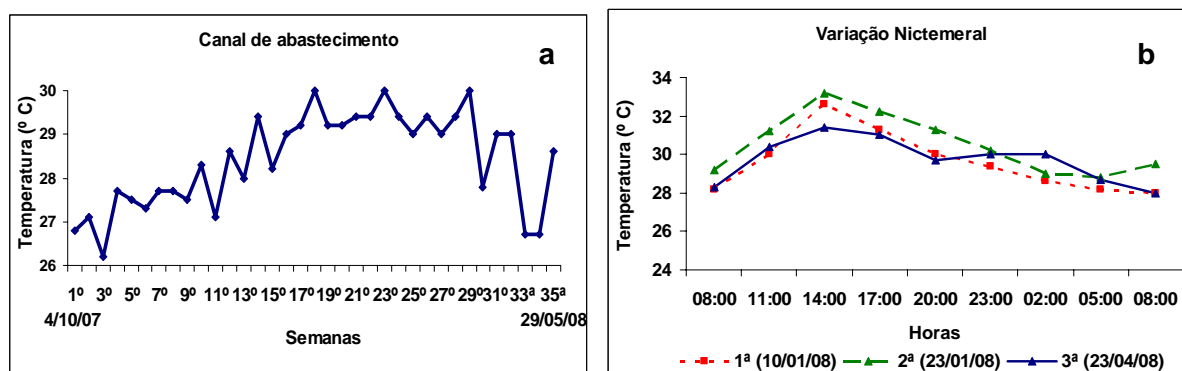 Canal de abastecimento
a
Temperatura (º C)
30
29
28
27
26
1º 3º 5º 7º 9º 11º 13º 15º 17º 19º 21º 23º 25º 27º 29º 31º 33ª 35ª
4/10/07 29/05/08
Semanas
Variação Nictemeral
b
Temperatura (º C)
34
32
30
28
26
24
08:00 11:00 14:00 17:00 20:00 23:00 02:00 05:00 08:00
Horas
1ª (10/01/08) 2ª (23/01/08) 3ª (23/04/08)